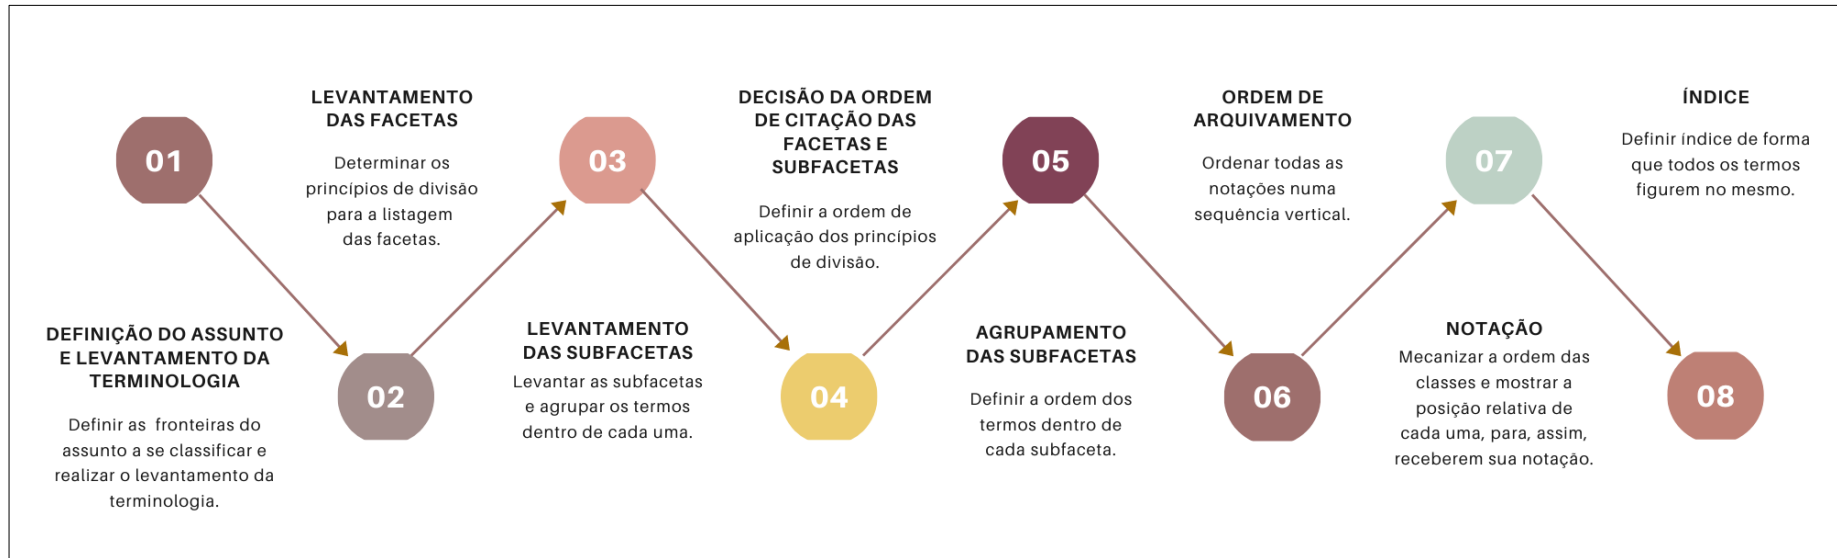 01
DEFINIÇÃO DO ASSUNTO
E LEVANTAMENTO DA
TERMINOLOGIA
Definir as fronteiras do
assunto a se classificar e
realizar o levantamento da
terminologia.
LEVANTAMENTO
DAS FACETAS
Determinar os
princípios de divisão
para a listagem
das facetas.
02
03
LEVANTAMENTO
DAS SUBFACETAS
Levantar as subfacetas
e agrupar os termos
dentro de cada uma.
DECISÃO DA ORDEM
DE CITAÇÃO DAS
FACETAS E
SUBFACETAS
Definir a ordem de
aplicação dos princípios
de divisão.
04
05
AGRUPAMENTO
DAS SUBFACETAS
Definir a ordem dos
termos dentro de
cada subfaceta.
ORDEM DE
ARQUIVAMENTO
Ordenar todas as
notações numa
sequência vertical.
06
07
NOTAÇÃO
Mecanizar a ordem das
classes e mostrar a
posição relativa de
cada uma, para, assim,
receberem sua notação.
ÍNDICE
Definir índice de forma
que todos os termos
figurem no mesmo.
08